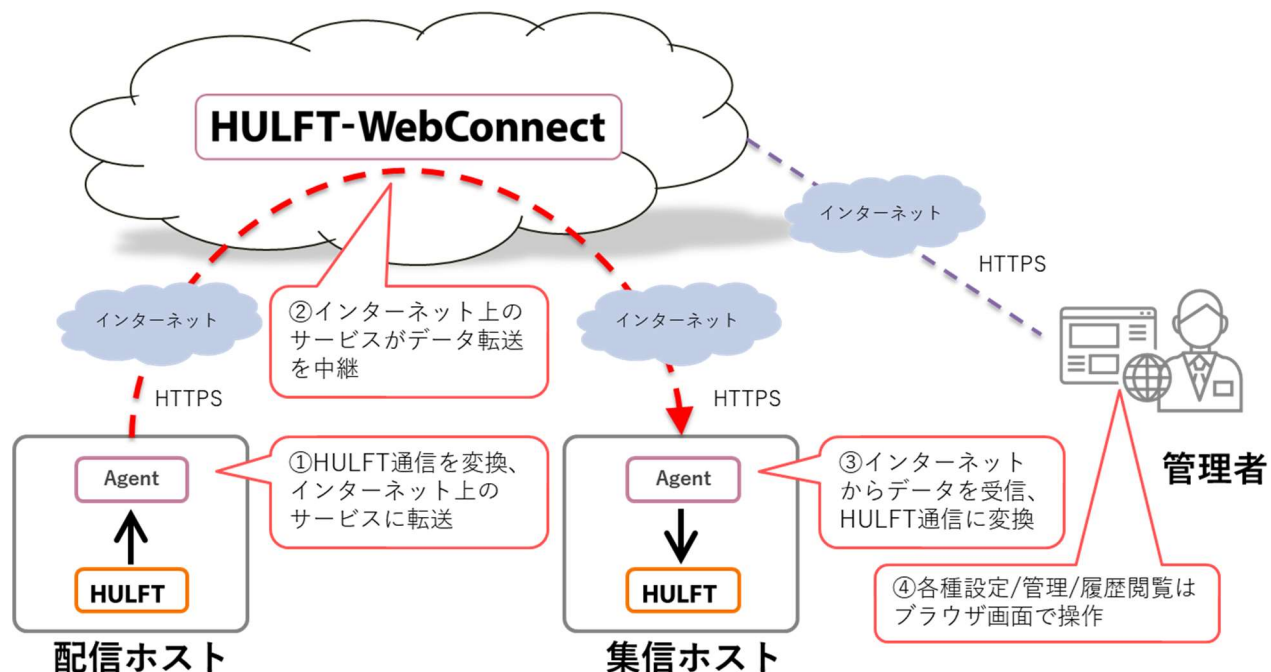 HULFT-WebConnect
インターネット
HTTPS
インターネット
HTTPS
インターネット
HTTPS
②インターネット上の
サービスがデータ転送
を中継
Agent
HULFT
配信ホスト
①HULFT通信を変換、
インターネット上の
サービスに転送
Agent
HULFT
集信ホスト
③インターネット
からデータを受信、
HULFT通信に変換
管理者
④各種設定/管理/履歴閲覧は
ブラウザ画面で操作